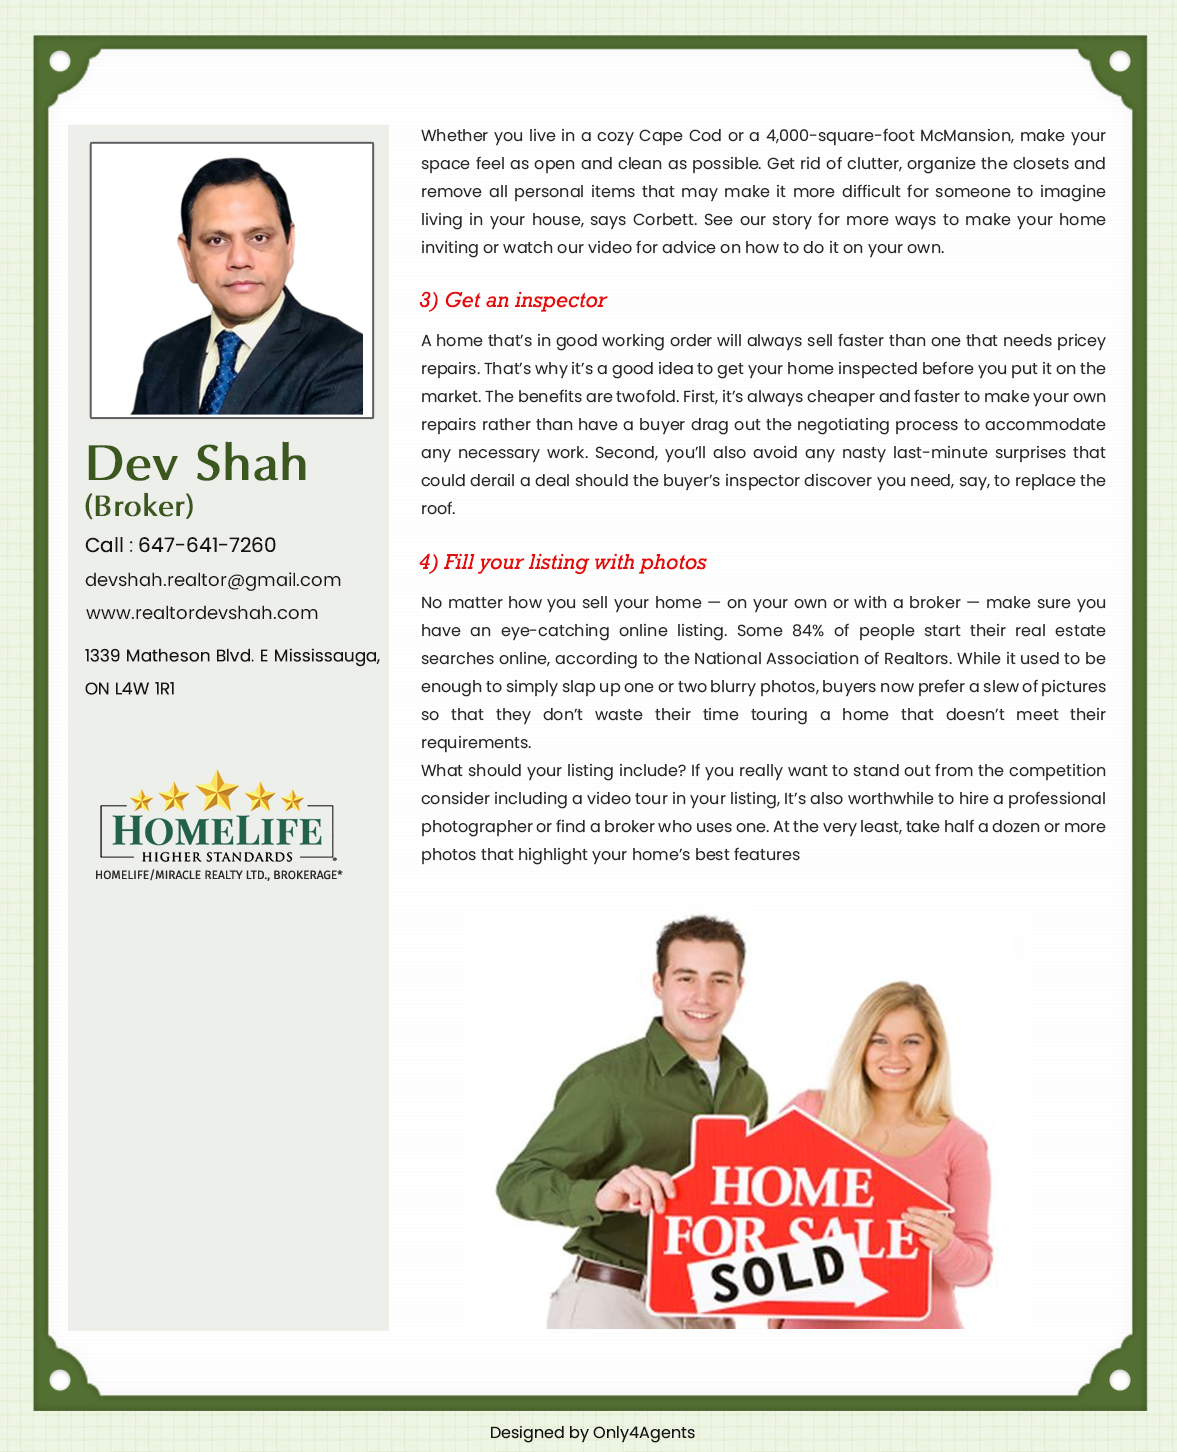 Dev Shah
(Broker)
Call : 647-641-7260
devshah.realtor@gmail.com
www.realtordevshah.com
1339 Matheson Blvd. E Mississauga,
ON L4W 1R1
HOMELIFE
HIGHER STANDARDS
HOMELIFE/MIRACLE REALTY LTD., BROKERAGE*
Whether you live in a cozy Cape Cod or a 4,000-square-foot McMansion, make your
space feel as open and clean as possible. Get rid of clutter, organize the closets and
remove all personal items that may make it more difficult for someone to imagine
living in your house, says Corbett. See our story for more ways to make your home
inviting or watch our video for advice on how to do it on your own.
3) Get an inspector
A home that’s in good working order will always sell faster than one that needs pricey
repairs. That’s why it’s a good idea to get your home inspected before you put it on the
market. The benefits are twofold. First, it’s always cheaper and faster to make your own
repairs rather than have a buyer drag out the negotiating process to accommodate
any necessary work. Second, you’ll also avoid any nasty last-minute surprises that
could derail a deal should the buyer’s inspector discover you need, say, to replace the
roof.
4) Fill your listing with photos
No matter how you sell your home — on your own or with a broker — make sure you
have an eye-catching online listing. Some 84% of people start their real estate
searches online, according to the National Association of Realtors. While it used to be
enough to simply slap up one or two blurry photos, buyers now prefer a slew of pictures
so that they don’t waste their time touring a home that doesn’t meet their
requirements.
What should your listing include? If you really want to stand out from the competition
consider including a video tour in your listing, It’s also worthwhile to hire a professional
photographer or find a broker who uses one. At the very least, take half a dozen or more
photos that highlight your home’s best features
HOME
FOR SALE
SOLD
Designed by Only4Agents